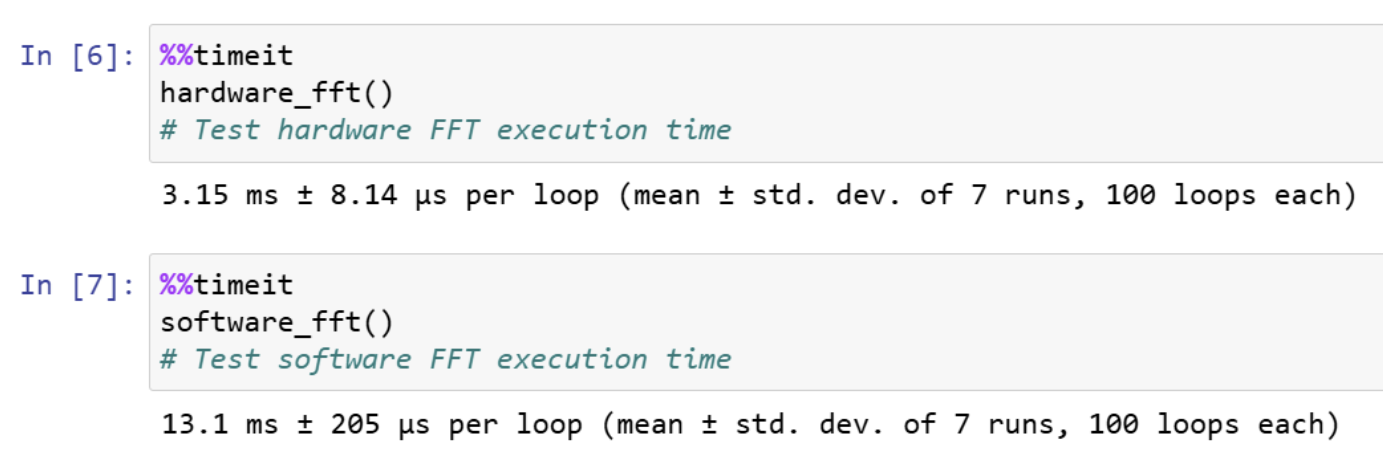 In [6]: %%timeit
hardware_fft()
# Test hardware FFT execution time
3.15 ms ± 8.14 µs per loop (mean ± std. dev. of 7 runs, 100 loops each)
In [7]: %%timeit
software_fft()
# Test software FFT execution time
13.1 ms ± 205 µs per loop (mean ± std. dev. of 7 runs, 100 loops each)